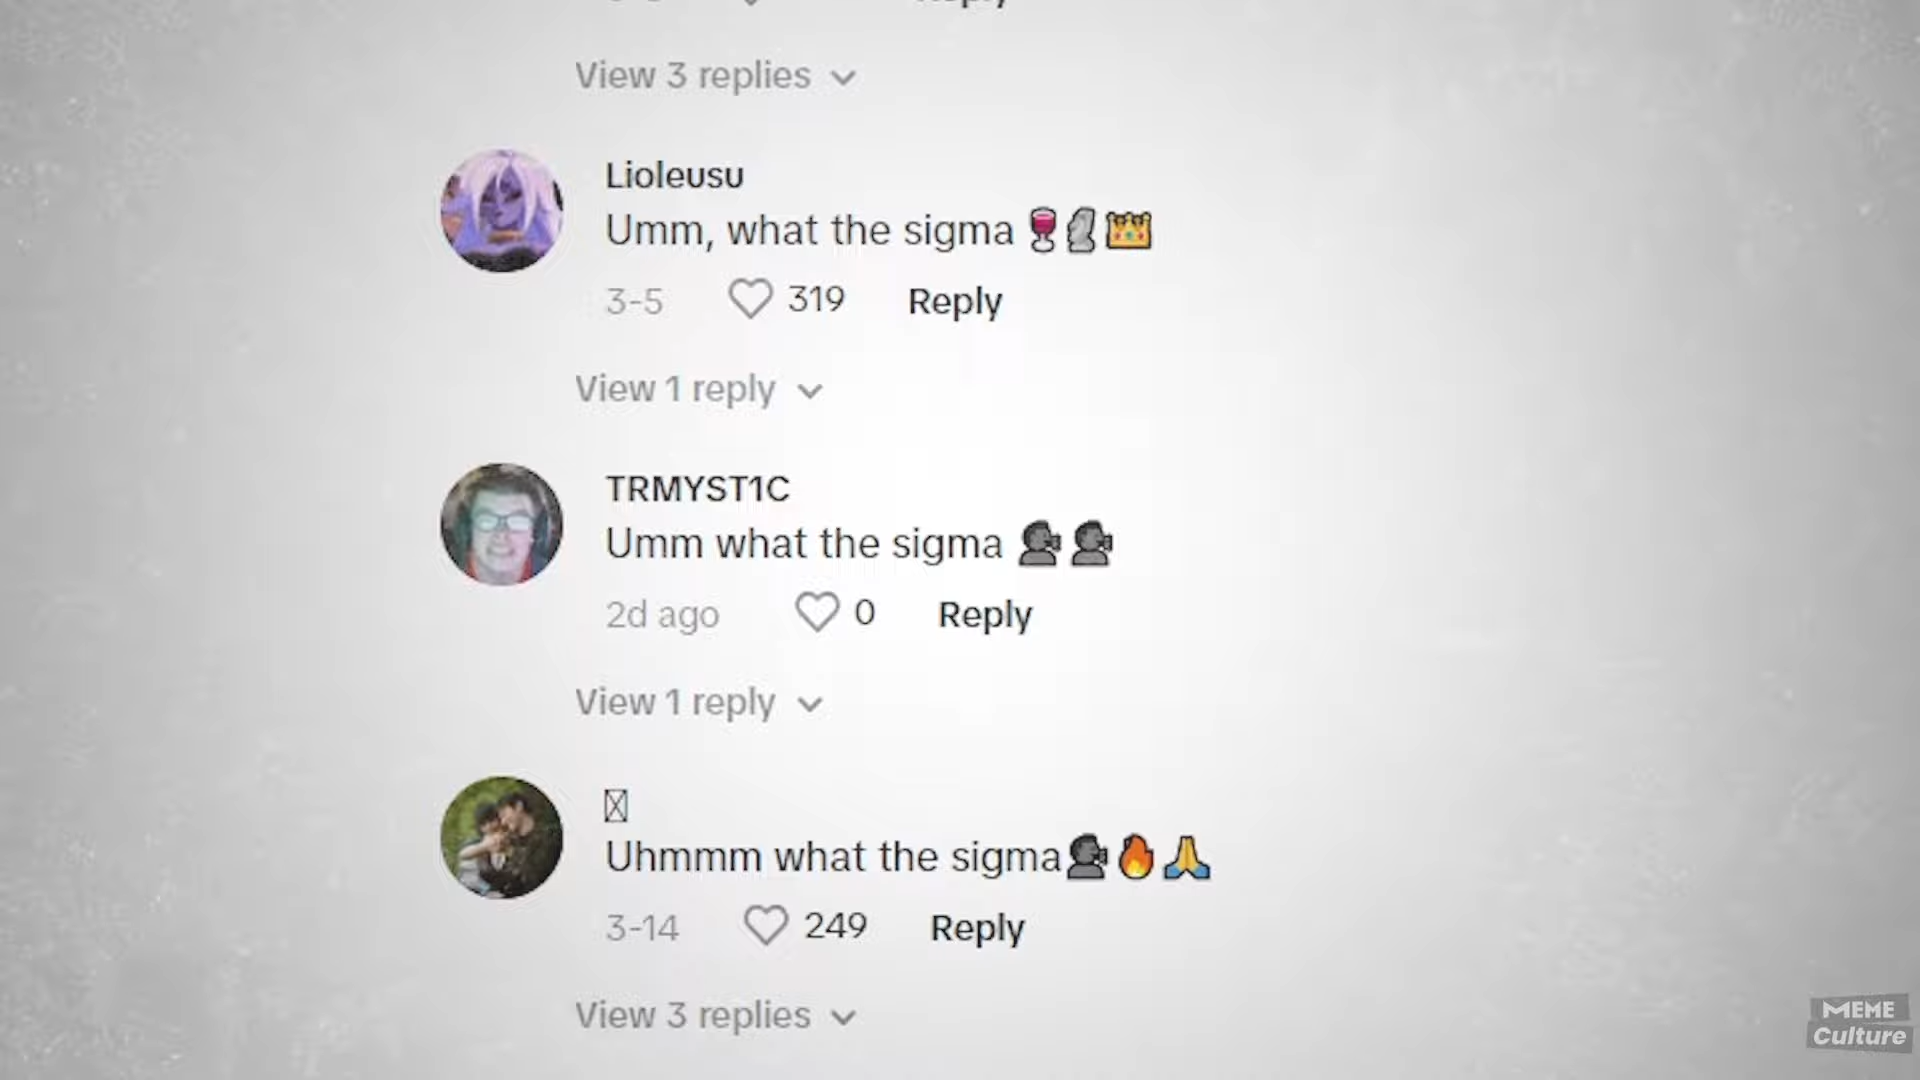 Reply
View 3 replies
Lioleusu
Umm, what the sigma 🍷🗿👑
3-5 319 Reply
View 1 reply
TRMYST1C
Umm what the sigma 🗣🗣
2d ago 0 Reply
View 1 reply
Uhmmm what the sigma🗣🔥🙏
3-14 249 Reply
View 3 replies
MEME
Culture